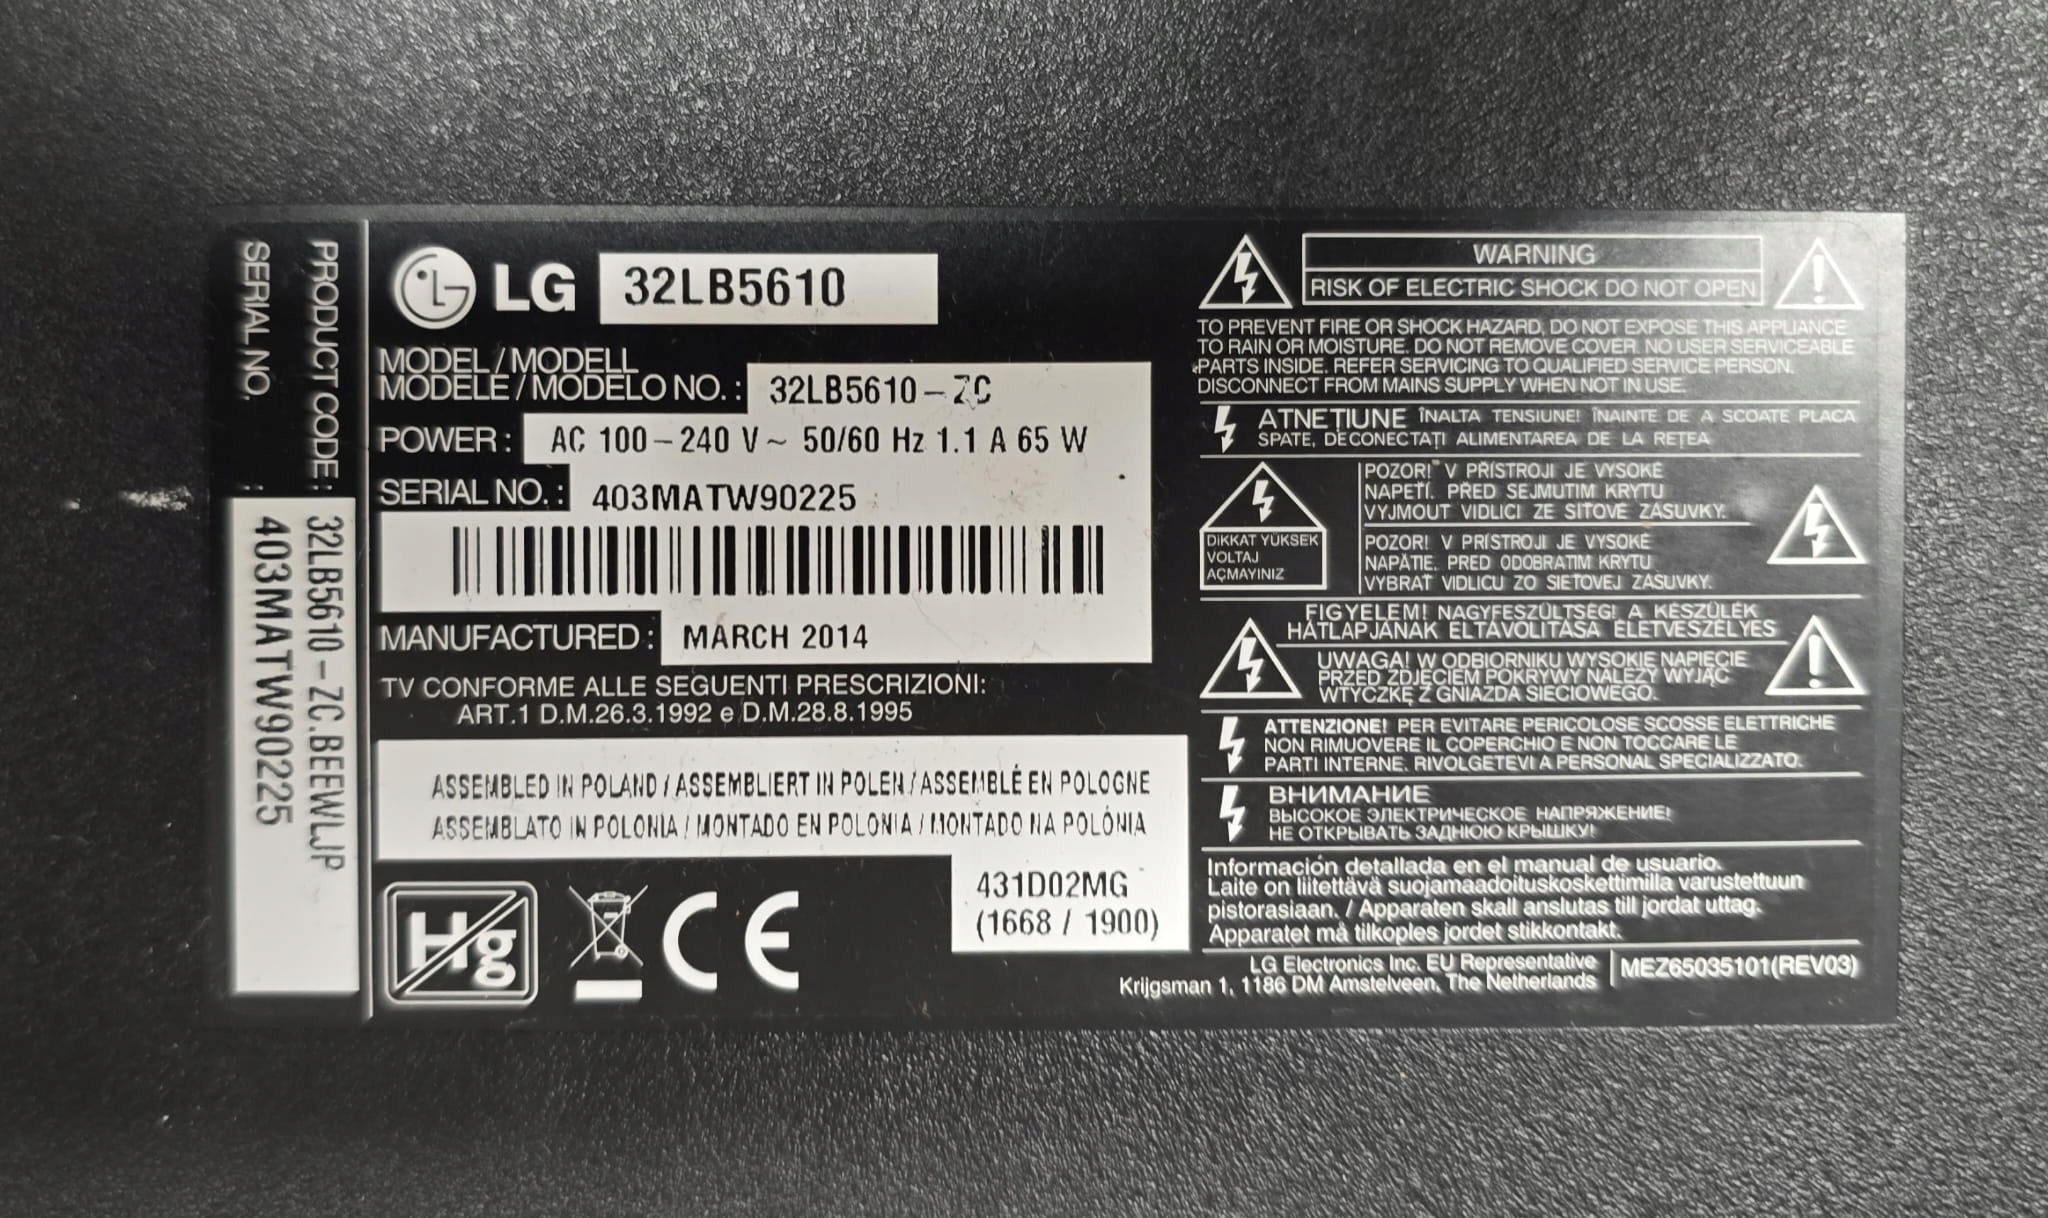 PRODUCT CODE : 32LB5610-ZC.BEEWLJP
SERIAL NO. : 403MATW90225
LG 32LB5610
MODEL/MODELL
MODELE/MODELO NO. : 32LB5610-ZC
POWER : AC 100-240 V~ 50/60 Hz 1.1 A 65 W
SERIAL NO. : 403MATW90225
MANUFACTURED : MARCH 2014
TV CONFORME ALLE SEGUENTI PRESCRIZIONI:
ART.1 D.M.26.3.1992 e D.M.28.8.1995
ASSEMBLED IN POLAND / ASSEMBLIERT IN POLEN / ASSEMBLÉ EN POLOGNE
ASSEMBLATO IN POLONIA / MONTADO EN POLONIA / MONTADO NA POLÓNIA
431D02MG
(1668 / 1900)
Hg
CE
WARNING
RISK OF ELECTRIC SHOCK DO NOT OPEN
TO PREVENT FIRE OR SHOCK HAZARD, DO NOT EXPOSE THIS APPLIANCE
TO RAIN OR MOISTURE. DO NOT REMOVE COVER. NO USER SERVICEABLE
PARTS INSIDE. REFER SERVICING TO QUALIFIED SERVICE PERSON.
DISCONNECT FROM MAINS SUPPLY WHEN NOT IN USE.
ATNEȚIUNE ÎNALTA TENSIUNE! ÎNAINTE DE A SCOATE PLACA
SPATE, DECONECTAȚI ALIMENTAREA DE LA REȚEA
DİKKAT YÜKSEK
VOLTAJ
AÇMAYINIZ
POZOR! V PŘÍSTROJI JE VYSOKÉ
NAPĚTÍ. PŘED SEJMUTIM KRYTU
VYJMOUT VIDLICI ZE SÍŤOVÉ ZÁSUVKY.
POZOR! V PRÍSTROJI JE VYSOKÉ
NAPÄTIE. PRED ODOBRATIM KRYTU
VYBRAŤ VIDLICU ZO SIEŤOVEJ ZÁSUVKY.
FIGYELEM! NAGYFESZÜLTSÉG! A KÉSZÜLÉK
HÁTLAPJÁNAK ELTÁVOLITÁSA ÉLETVESZÉLYES
UWAGA! W ODBIORNIKU WYSOKIE NAPIĘCIE
PRZED ZDJĘCIEM POKRYWY NALEŻY WYJĄĆ
WTYCZKĘ Z GNIAZDA SIECIOWEGO.
ATTENZIONE! PER EVITARE PERICOLOSE SCOSSE ELETTRICHE
NON RIMUOVERE IL COPERCHIO E NON TOCCARE LE
PARTI INTERNE. RIVOLGETEVI A PERSONAL SPECIALIZZATO.
ВНИМАНИЕ
ВЫСОКОЕ ЭЛЕКТРИЧЕСКОЕ НАПРЯЖЕНИЕ!
НЕ ОТКРЫВАТЬ ЗАДНЮЮ КРЫШКУ!
Información detallada en el manual de usuario.
Laite on liitettävä suojamaadoituskoskettimilla varustettuun
pistorasiaan. / Apparaten skall anslutas till jordat uttag.
Apparatet må tilkoples jordet stikkontakt.
LG Electronics Inc. EU Representative
Krijgsman 1, 1186 DM Amstelveen, The Netherlands
MEZ65035101(REV03)